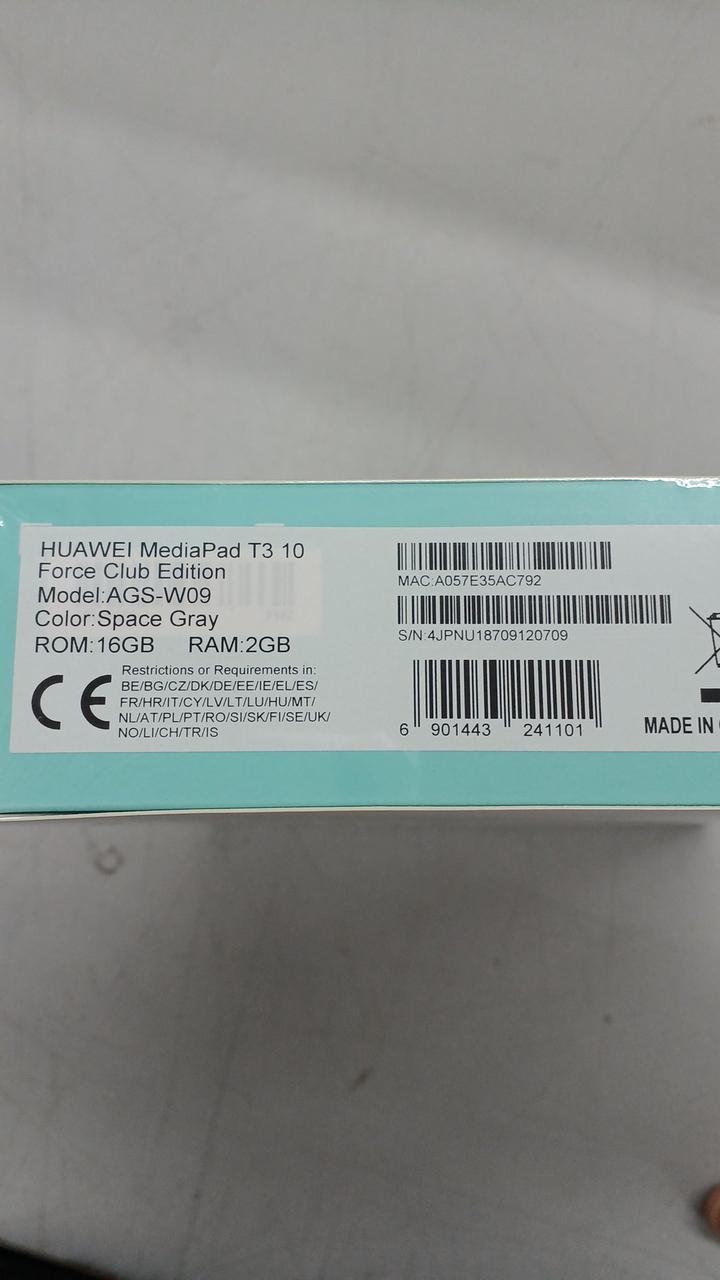 HUAWEI MediaPad T3 10
Force Club Edition
Model:AGS-W09
Color:Space Gray
ROM:16GB RAM:2GB
CE
Restrictions or Requirements in:
BE/BG/CZ/DK/DE/EE/IE/EL/ES/
FR/HR/IT/CY/LV/LT/LU/HU/MT/
NL/AT/PL/PT/RO/SI/SK/FI/SE/UK/
NO/LI/CH/TR/IS
MAC:A057E35AC792
S/N:4JPNU18709120709
6 901443 241101
MADE IN